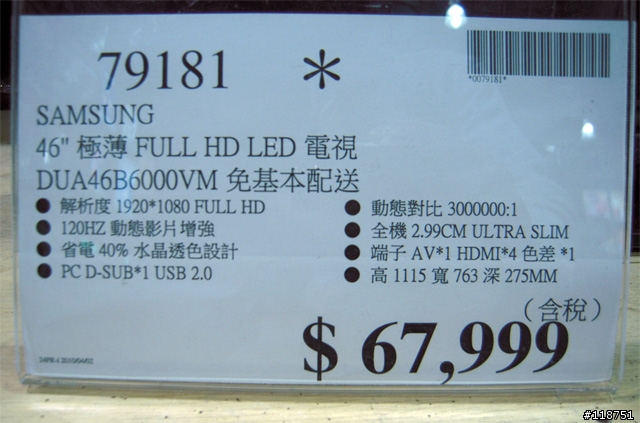 79181 *
*0079181*
SAMSUNG
46" 極薄 FULL HD LED 電視
DUA46B6000VM 免基本配送
● 解析度 1920*1080 FULL HD
● 120HZ 動態影片增強
● 省電 40% 水晶透色設計
● PC D-SUB*1 USB 2.0
● 動態對比 3000000:1
● 全機 2.99CM ULTRA SLIM
● 端子 AV*1 HDMI*4 色差 *1
● 高 1115 寬 763 深 275MM
（含稅）
$ 67,999
#118751